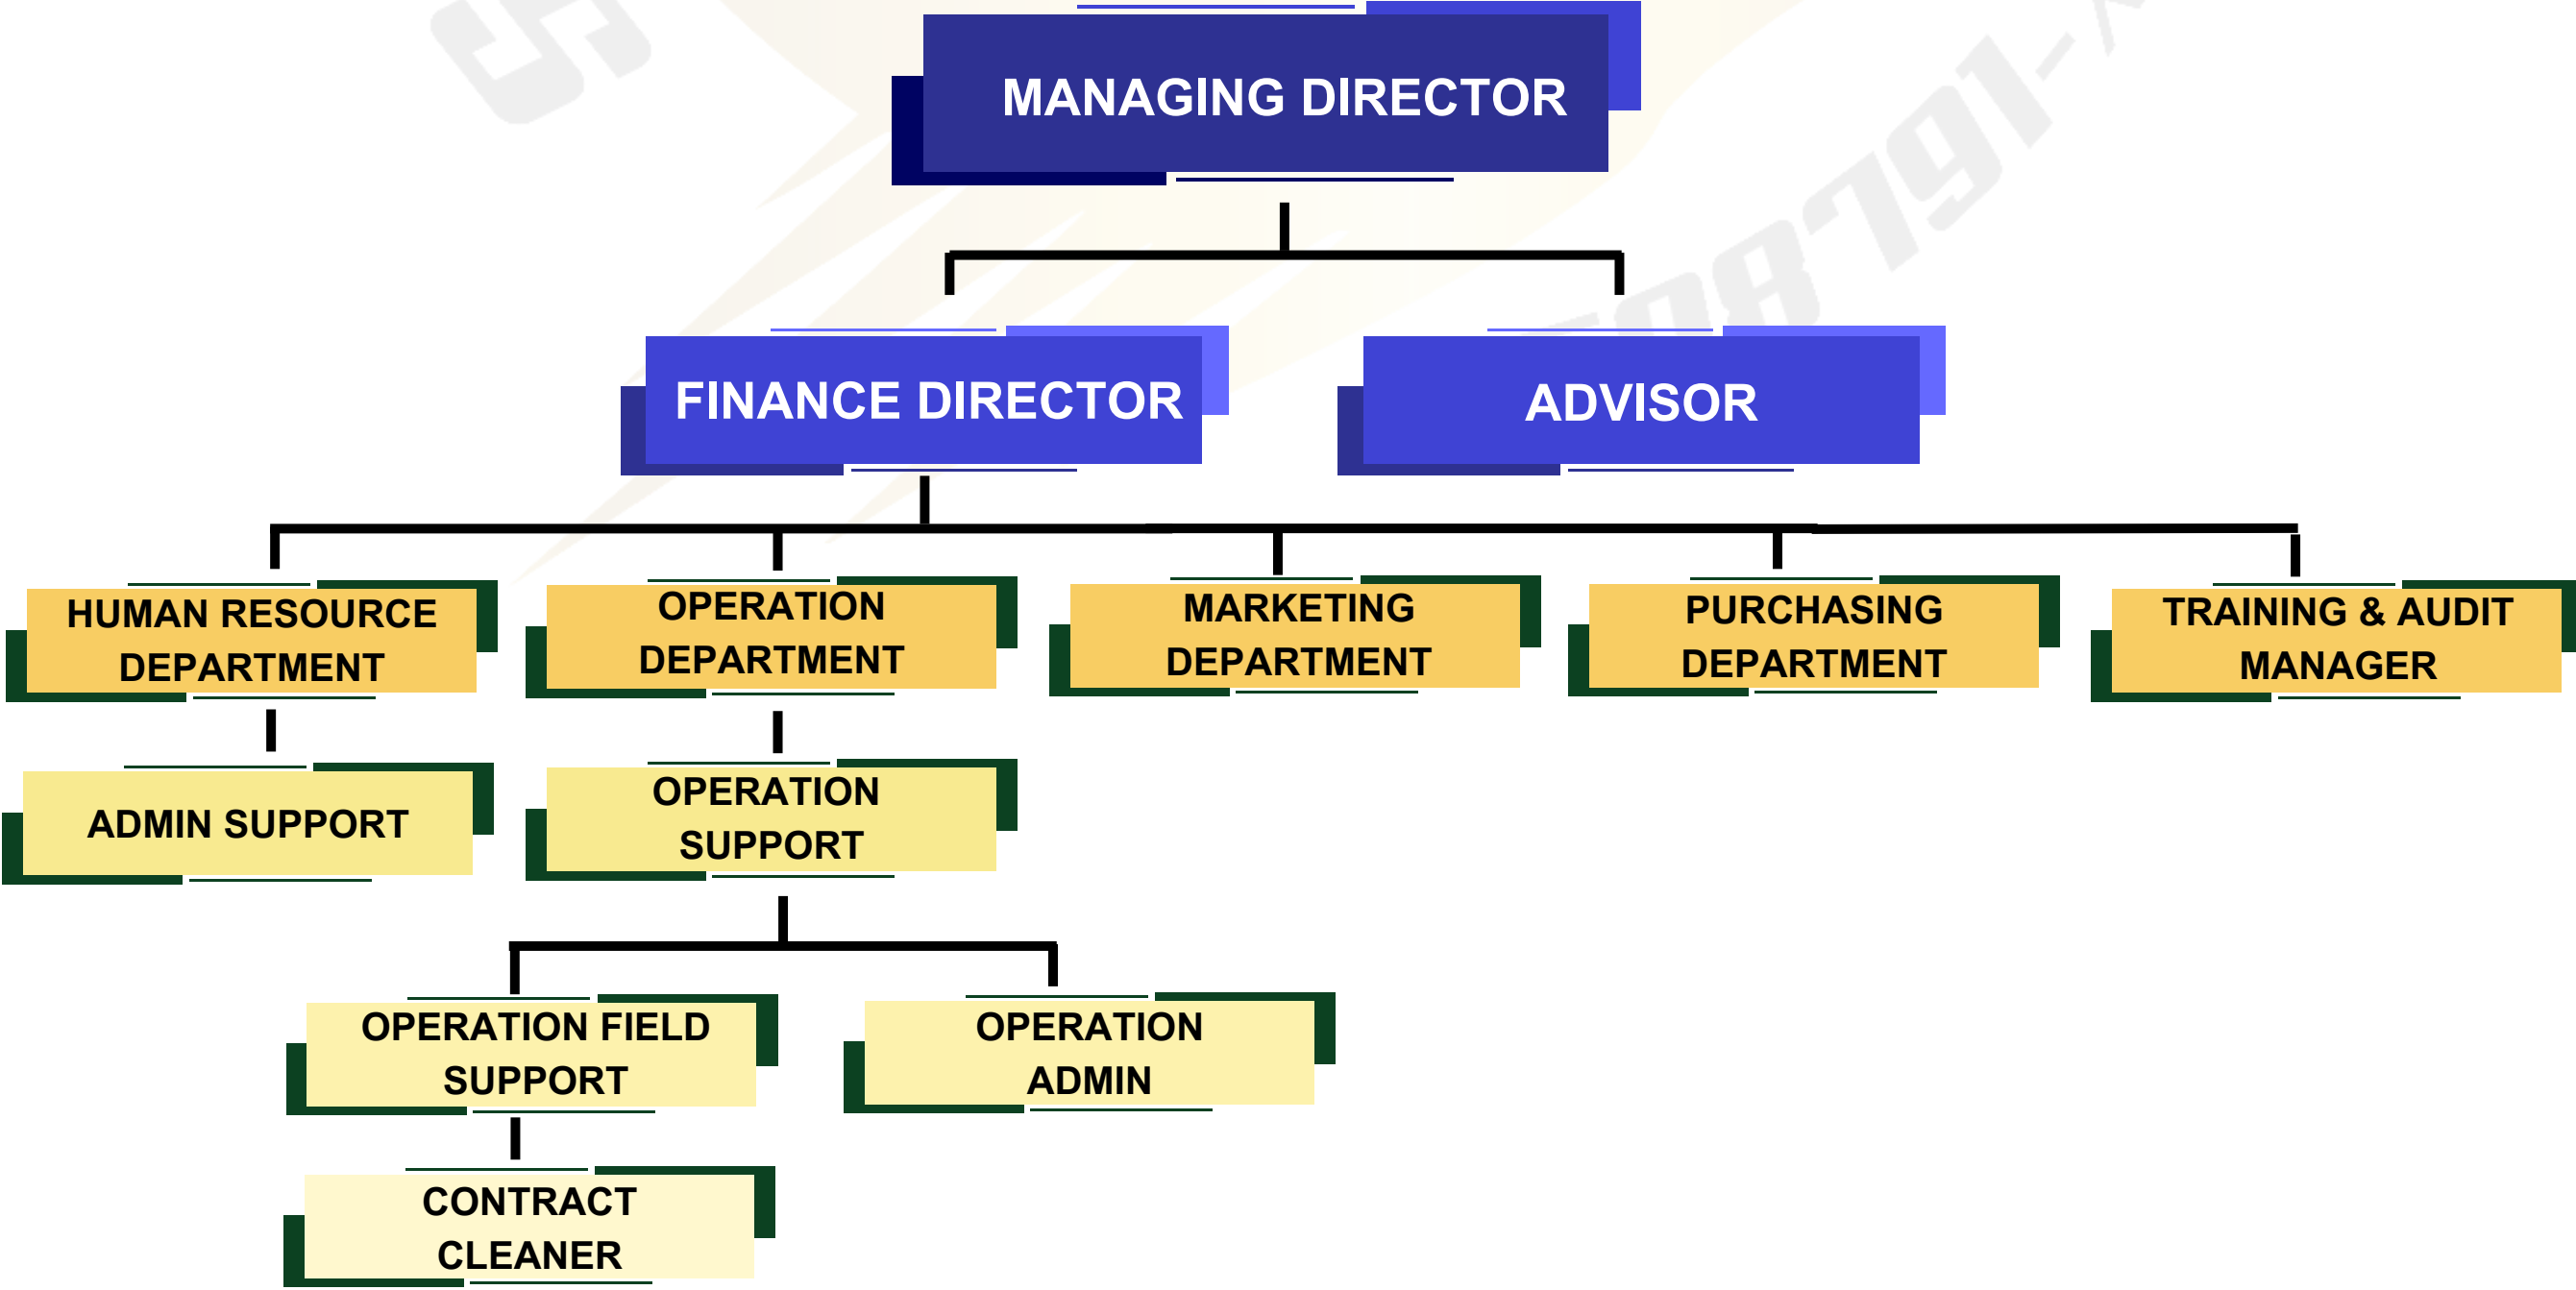 MANAGING DIRECTOR
FINANCE DIRECTOR
ADVISOR
HUMAN RESOURCE
DEPARTMENT
OPERATION
DEPARTMENT
MARKETING
DEPARTMENT
PURCHASING
DEPARTMENT
TRAINING & AUDIT
MANAGER
ADMIN SUPPORT
OPERATION
SUPPORT
OPERATION FIELD
SUPPORT
OPERATION
ADMIN
CONTRACT
CLEANER